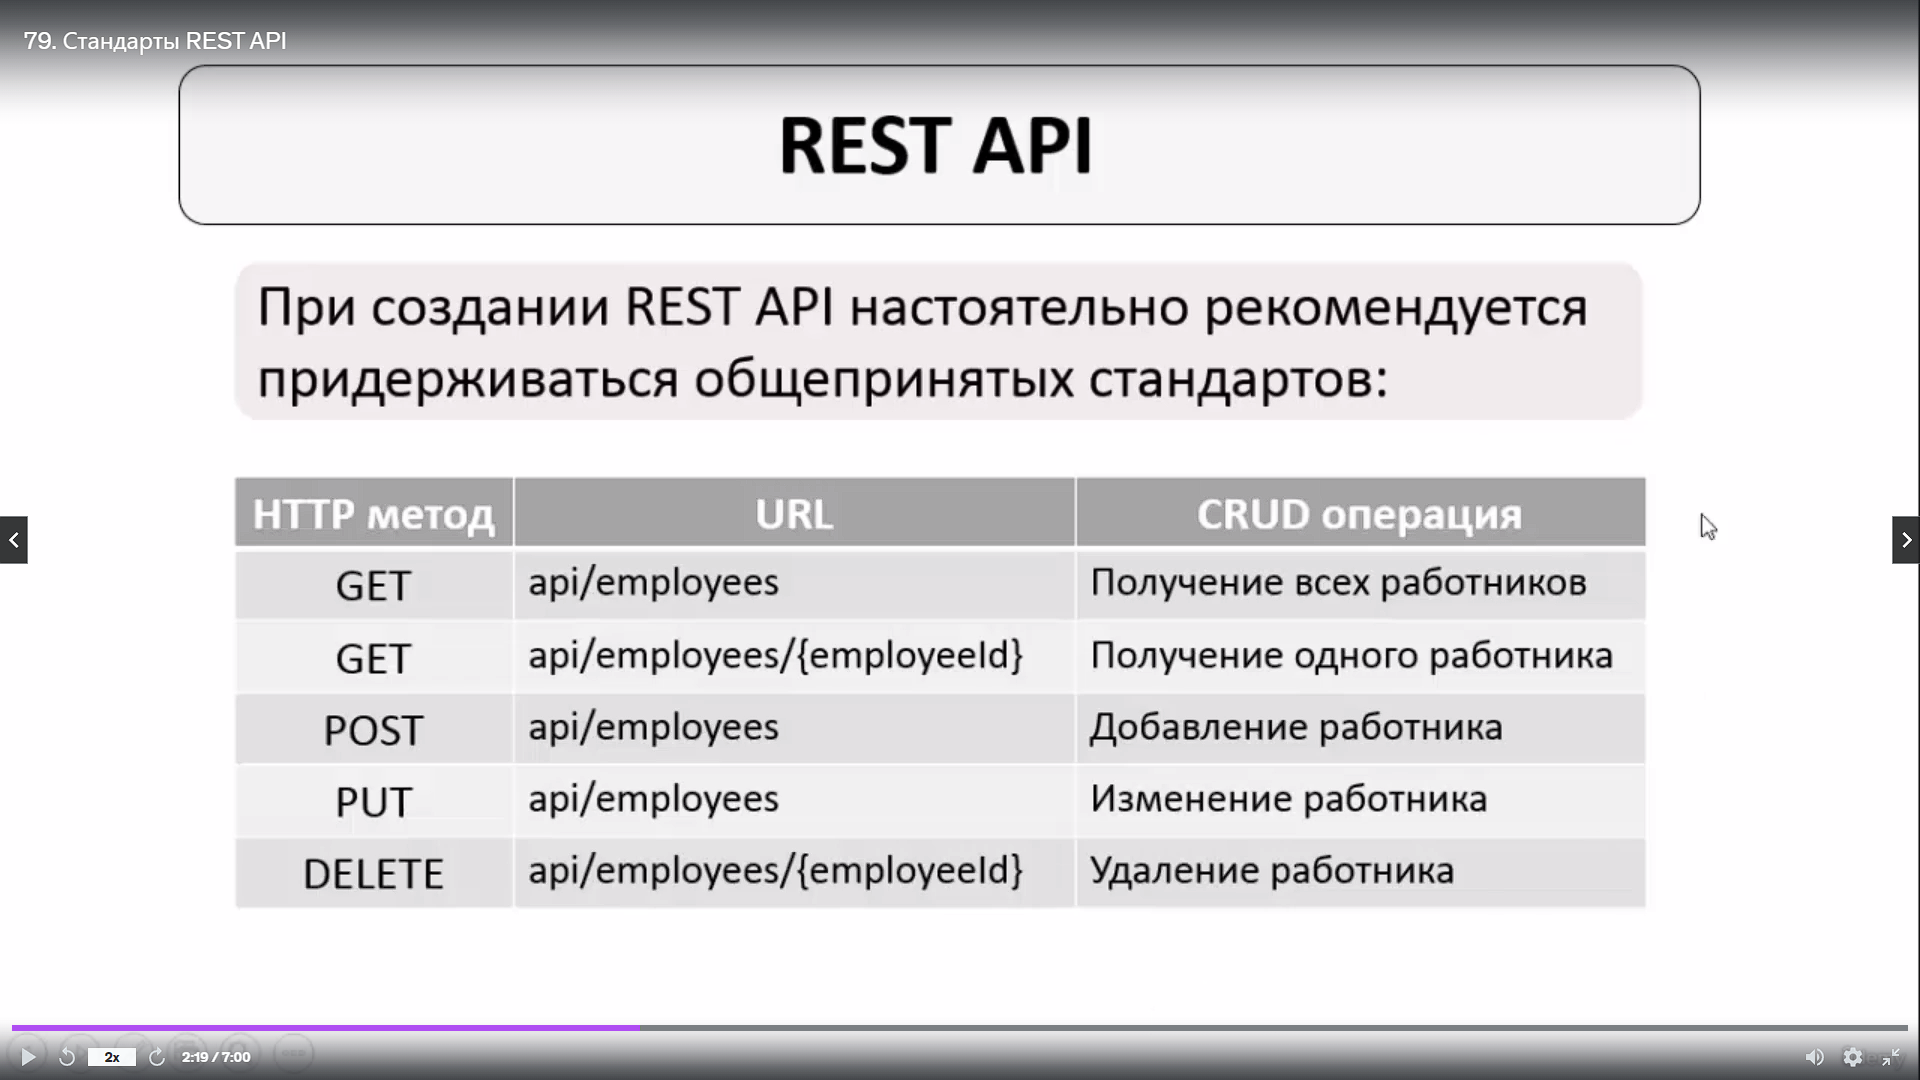 79. Стандарты REST API
REST API
При создании REST API настоятельно рекомендуется
придерживаться общепринятых стандартов:
HTTP метод URL CRUD операция
GET api/employees Получение всех работников
GET api/employees/{employeeId} Получение одного работника
POST api/employees Добавление работника
PUT api/employees Изменение работника
DELETE api/employees/{employeeId} Удаление работника
2x 2:19 / 7:00